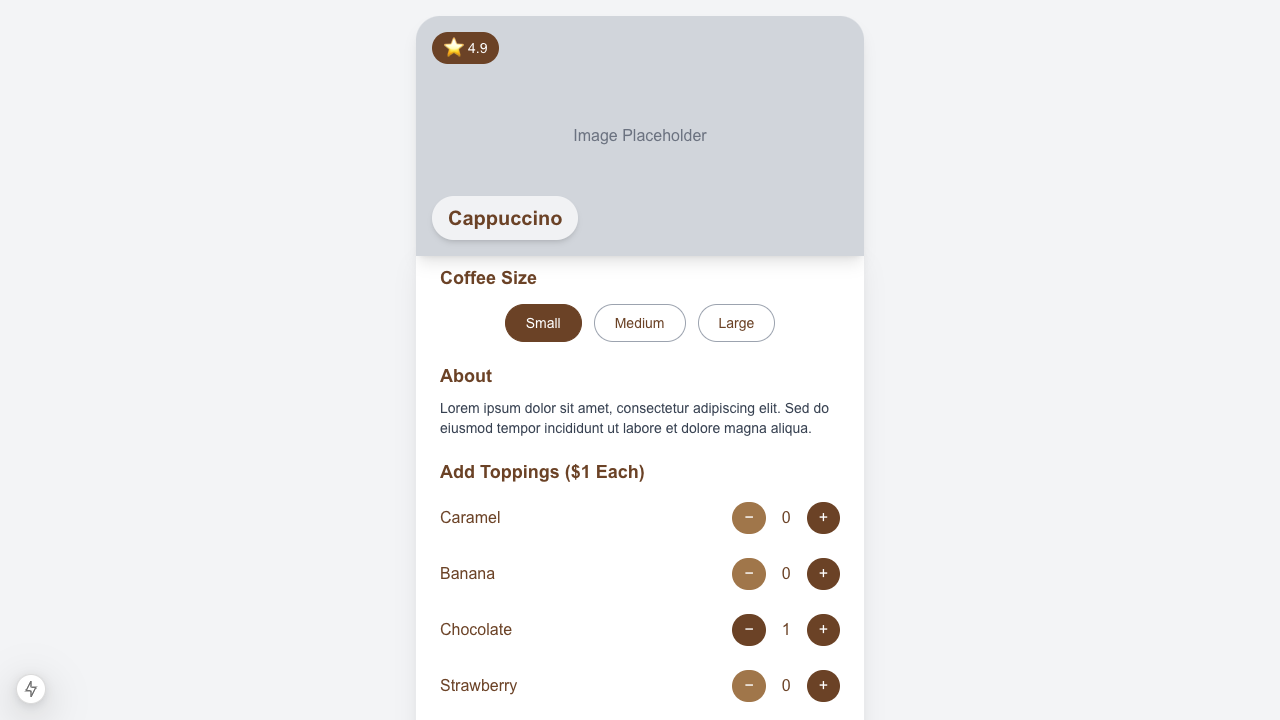 ⭐ 4.9
Image Placeholder
Cappuccino
Coffee Size
Small Medium Large
About
Lorem ipsum dolor sit amet, consectetur adipiscing elit. Sed do
eiusmod tempor incididunt ut labore et dolore magna aliqua.
Add Toppings ($1 Each)
Caramel − 0 +
Banana − 0 +
Chocolate − 1 +
Strawberry − 0 +